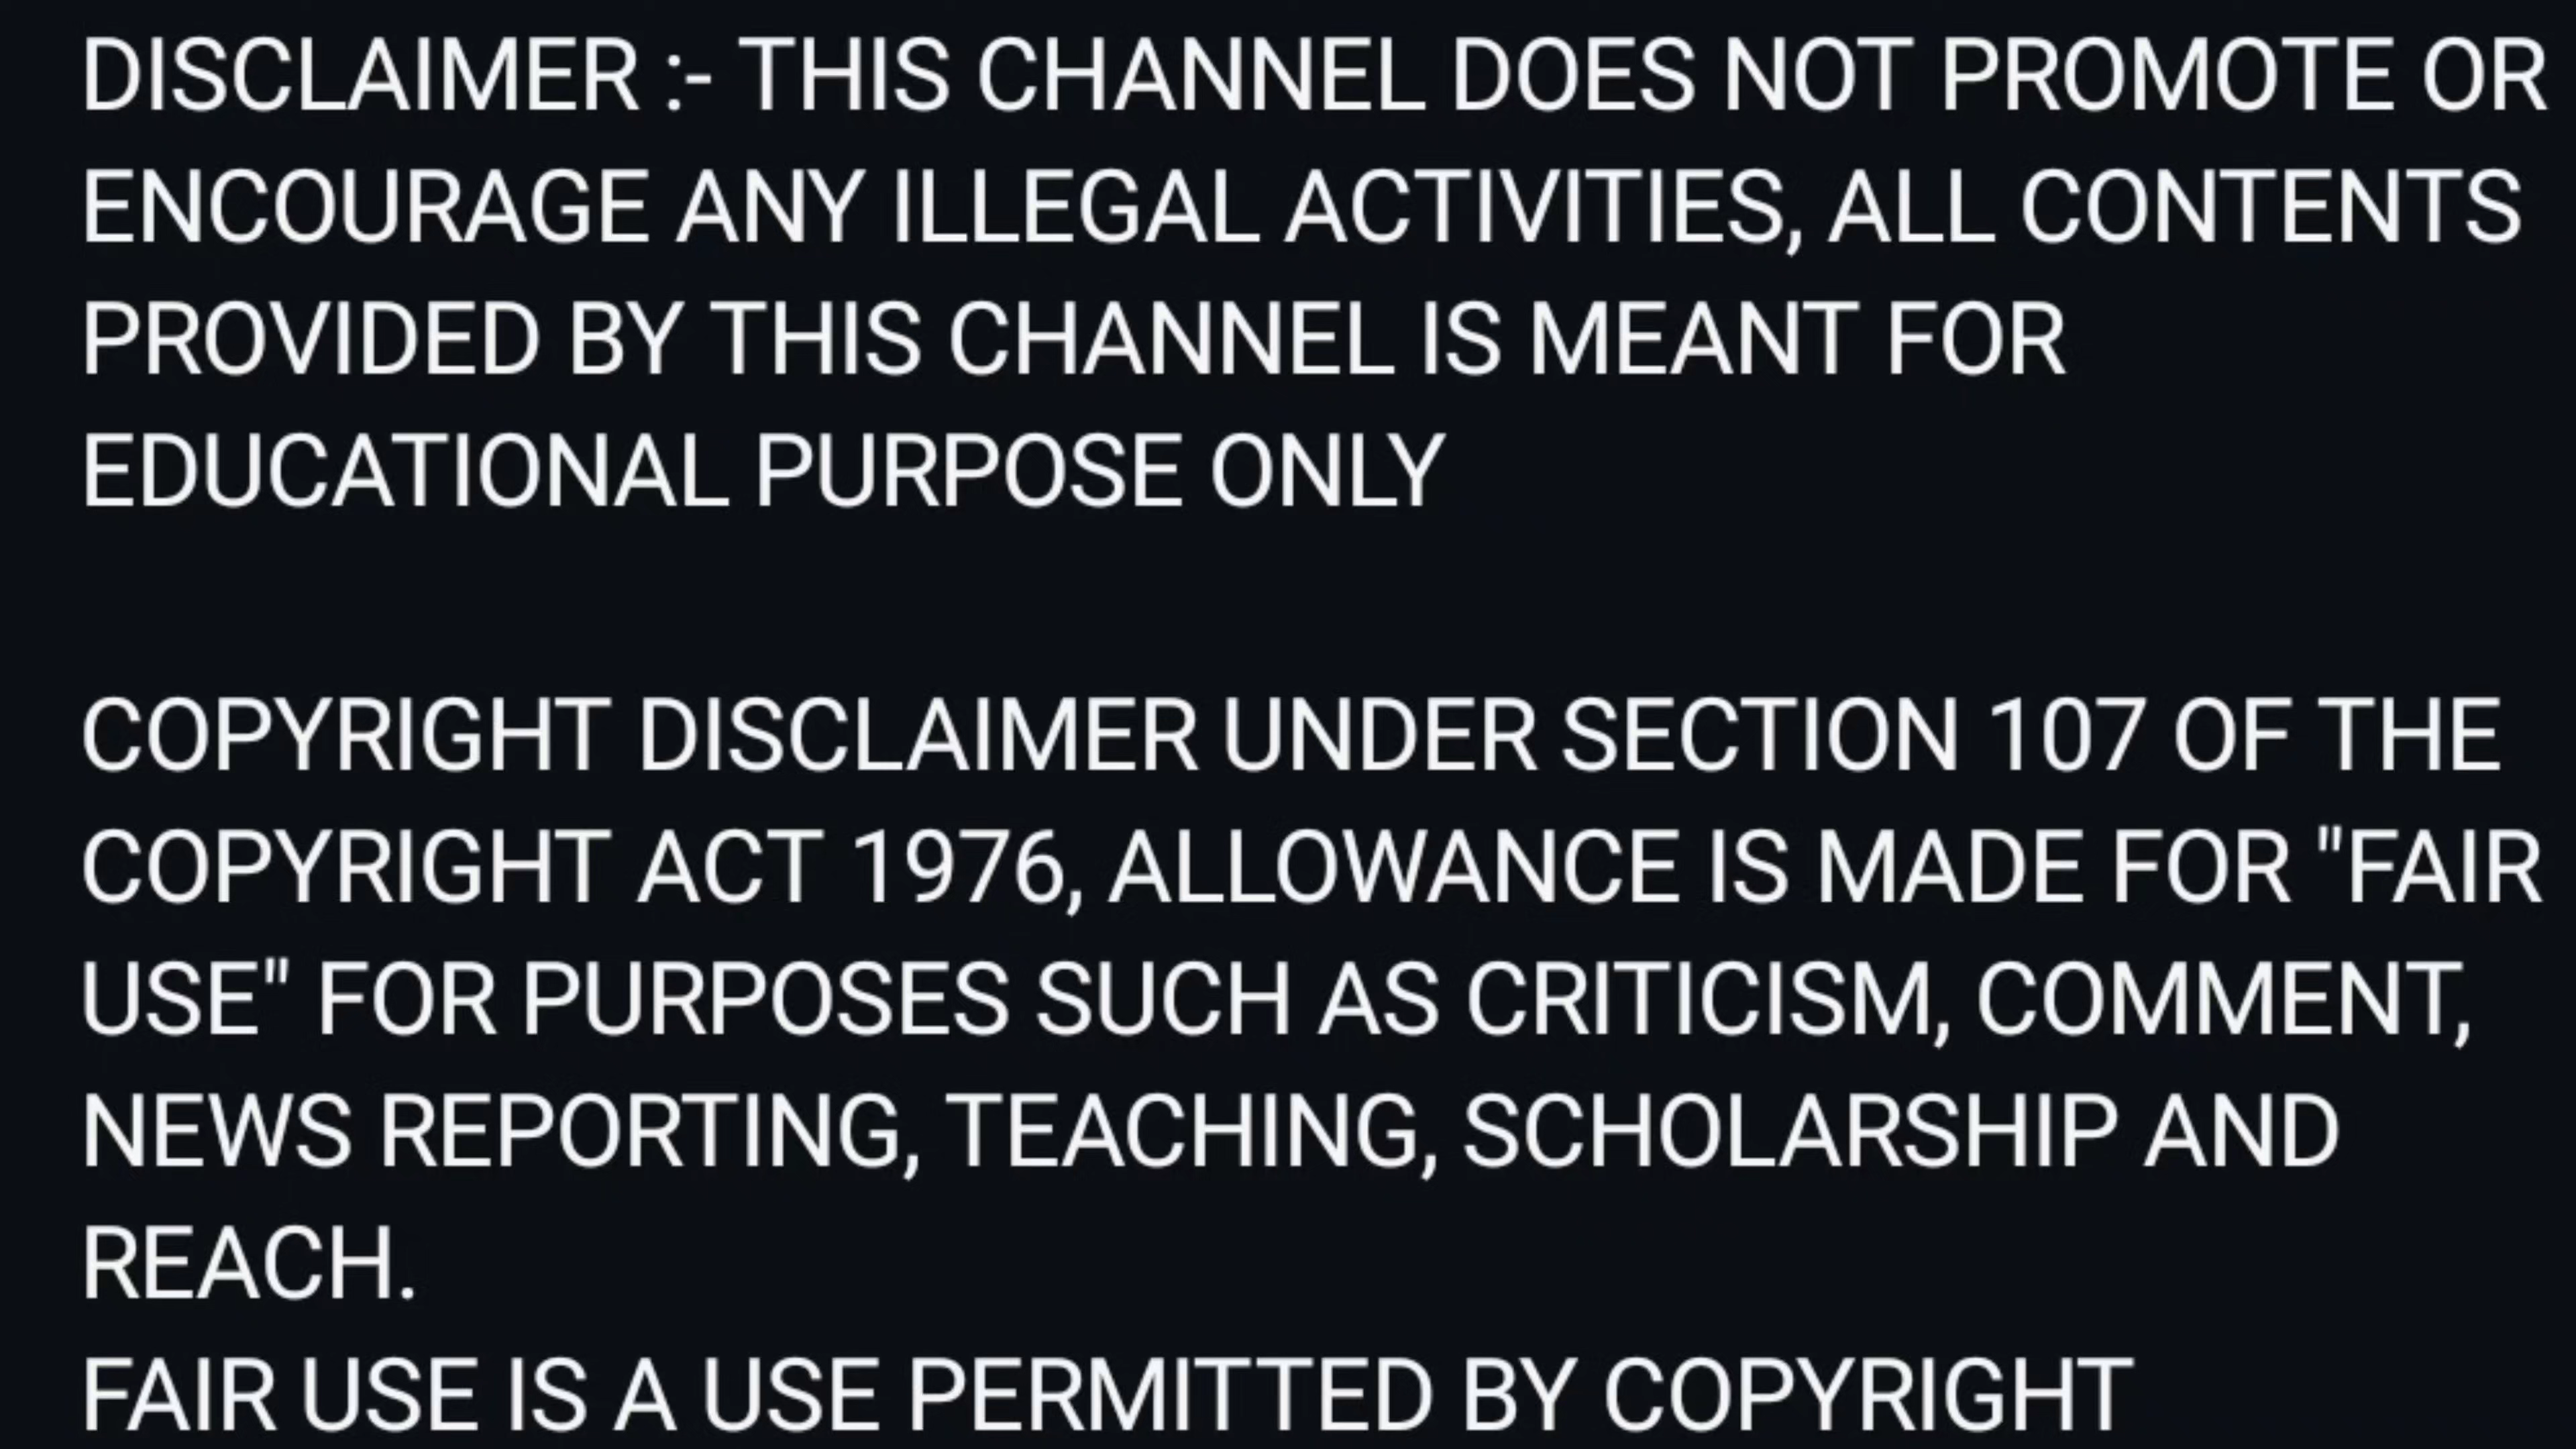 DISCLAIMER :- THIS CHANNEL DOES NOT PROMOTE OR
ENCOURAGE ANY ILLEGAL ACTIVITIES, ALL CONTENTS
PROVIDED BY THIS CHANNEL IS MEANT FOR
EDUCATIONAL PURPOSE ONLY
COPYRIGHT DISCLAIMER UNDER SECTION 107 OF THE
COPYRIGHT ACT 1976, ALLOWANCE IS MADE FOR "FAIR
USE" FOR PURPOSES SUCH AS CRITICISM, COMMENT,
NEWS REPORTING, TEACHING, SCHOLARSHIP AND
REACH.
FAIR USE IS A USE PERMITTED BY COPYRIGHT